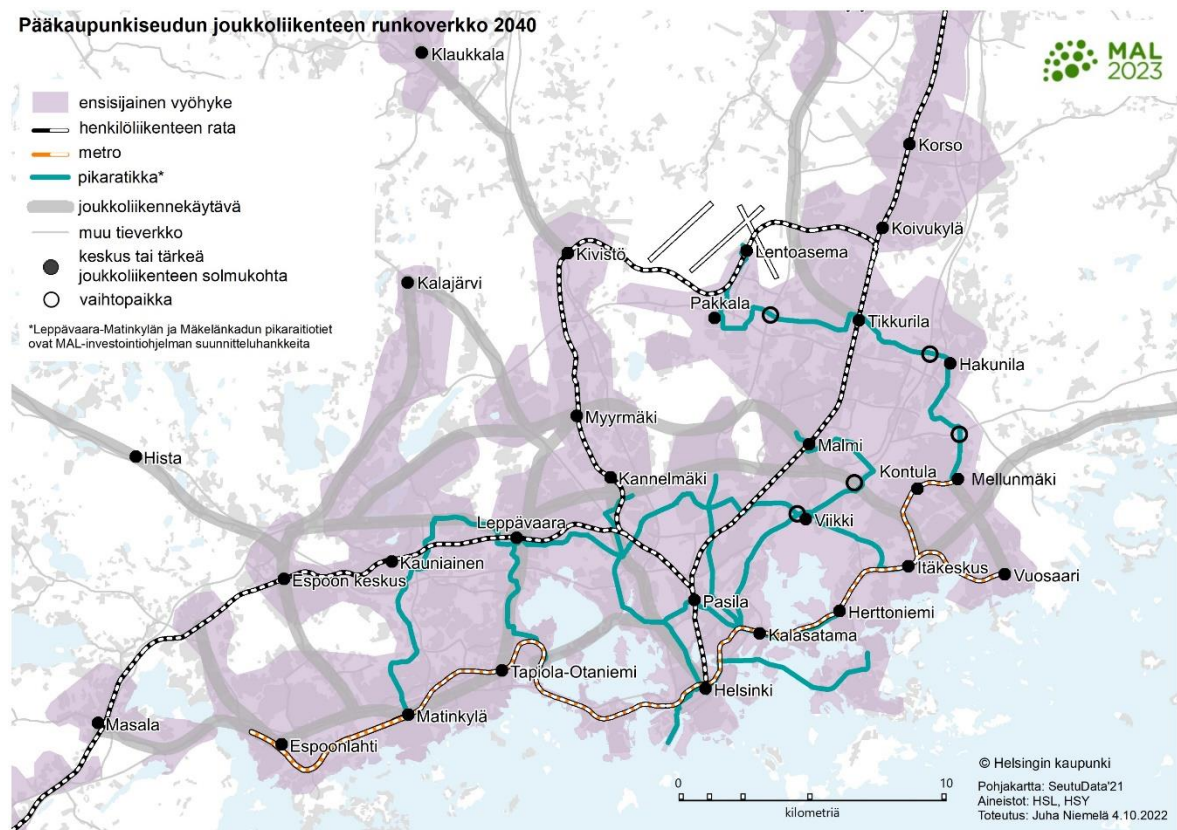 Pääkaupunkiseudun joukkoliikenteen runkoverkko 2040
MAL
2023
ensisijainen vyöhyke
henkilöliikenteen rata
metro
pikaratikka*
joukkoliikennekäytävä
muu tieverkko
keskus tai tärkeä
joukkoliikenteen solmukohta
vaihtopaikka
*Leppävaara-Matinkylän ja Mäkelänkadun pikaraitiotiet
ovat MAL-investointiohjelman suunnitteluhankkeita
Klaukkala
Korso
Koivukylä
Kivistö
Lentoasema
Kalajärvi
Pakkala
Tikkurila
Hakunila
Myyrmäki
Malmi
Hista
Kannelmäki
Kontula
Mellunmäki
Leppävaara
Viikki
Kauniainen
Itäkeskus
Espoon keskus
Vuosaari
Pasila
Herttoniemi
Kalasatama
Tapiola-Otaniemi
Helsinki
Matinkylä
Masala
Espoonlahti
0
10
kilometriä
© Helsingin kaupunki
Pohjakartta: SeutuData'21
Aineistot: HSL, HSY
Toteutus: Juha Niemelä 4.10.2022